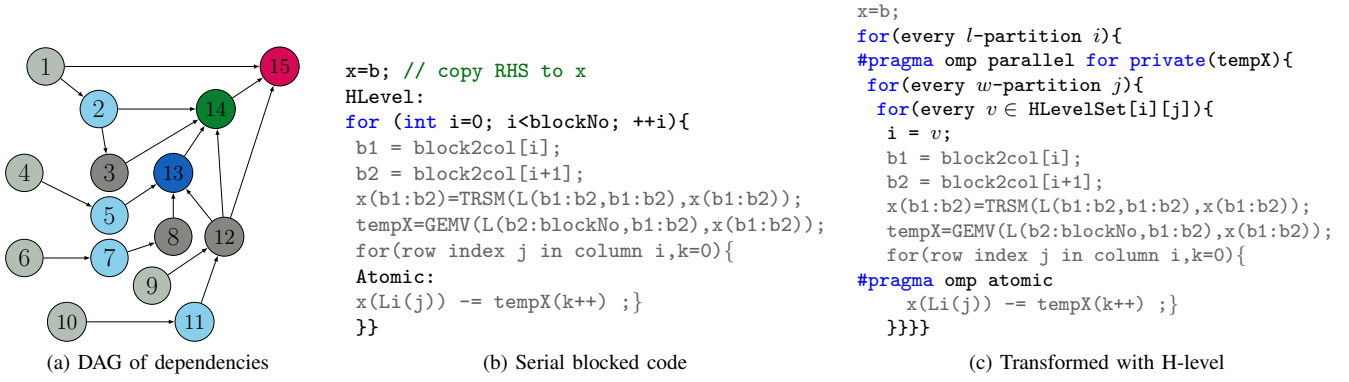 1
15
2
14
3
13
4
5
8
12
6
7
9
10
11
(a) DAG of dependencies
x=b; // copy RHS to x
HLevel:
for (int i=0; i<blockNo; ++i){
b1 = block2col[i];
b2 = block2col[i+1];
x(b1:b2)=TRSM(L(b1:b2,b1:b2),x(b1:b2));
tempX=GEMV(L(b2:blockNo,b1:b2),x(b1:b2));
for(row index j in column i,k=0){
Atomic:
x(Li(j)) -= tempX(k++) ;}
}}
(b) Serial blocked code
x=b;
for(every l-partition i){
#pragma omp parallel for private(tempX){
for(every w-partition j){
for(every v ∈ HLevelSet[i][j]){
i = v;
b1 = block2col[i];
b2 = block2col[i+1];
x(b1:b2)=TRSM(L(b1:b2,b1:b2),x(b1:b2));
tempX=GEMV(L(b2:blockNo,b1:b2),x(b1:b2));
for(row index j in column i,k=0){
#pragma omp atomic
x(Li(j)) -= tempX(k++) ;}
}}}}
(c) Transformed with H-level